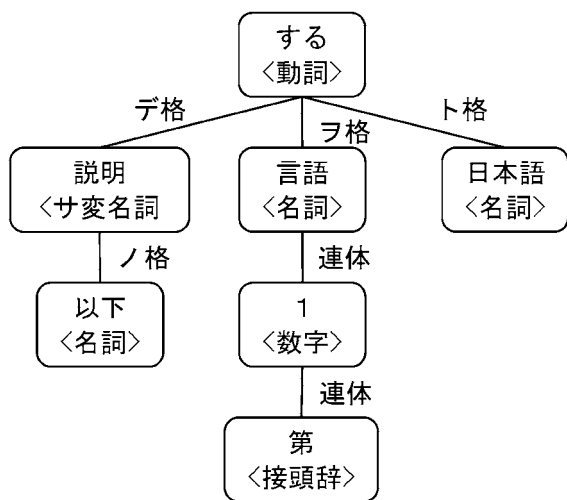 する
<動詞>
デ格
ヲ格
ト格
説明
<サ変名詞
言語
<名詞>
日本語
<名詞>
ノ格
連体
以下
<名詞>
1
<数字>
連体
第
<接頭辞>